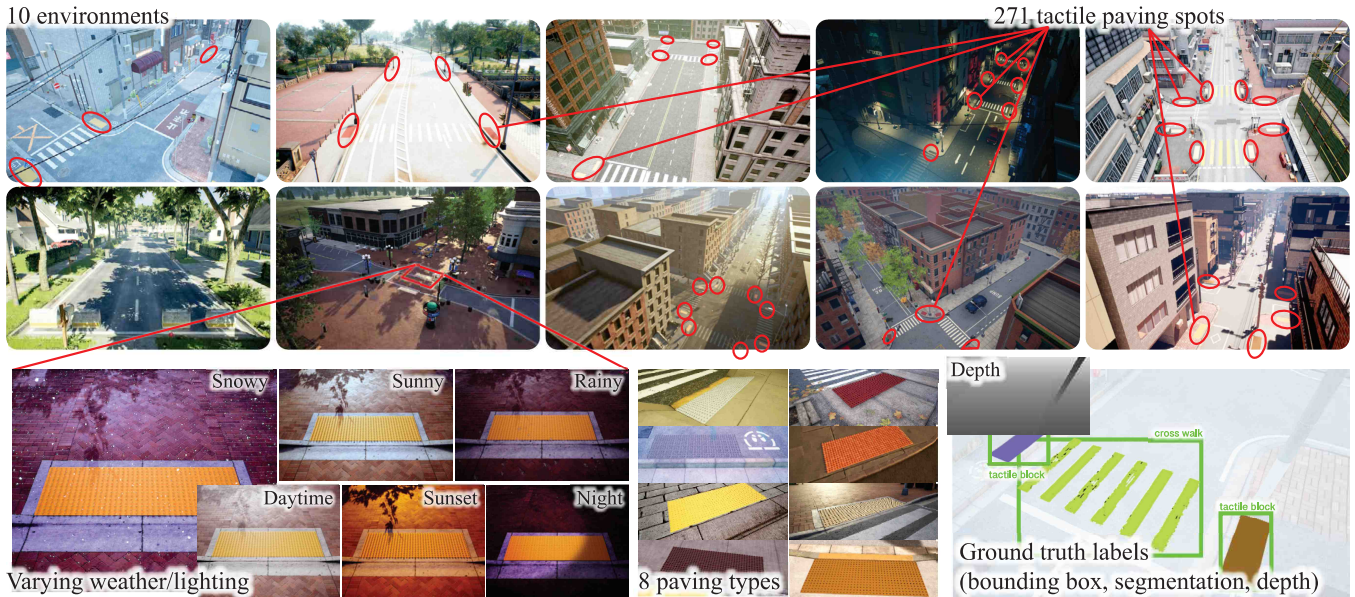 10 environments
271 tactile paving spots
Snowy
Sunny
Rainy
Daytime
Sunset
Night
Varying weather/lighting
8 paving types
Depth
cross walk
tactile block
tactile block
Ground truth labels
(bounding box, segmentation, depth)